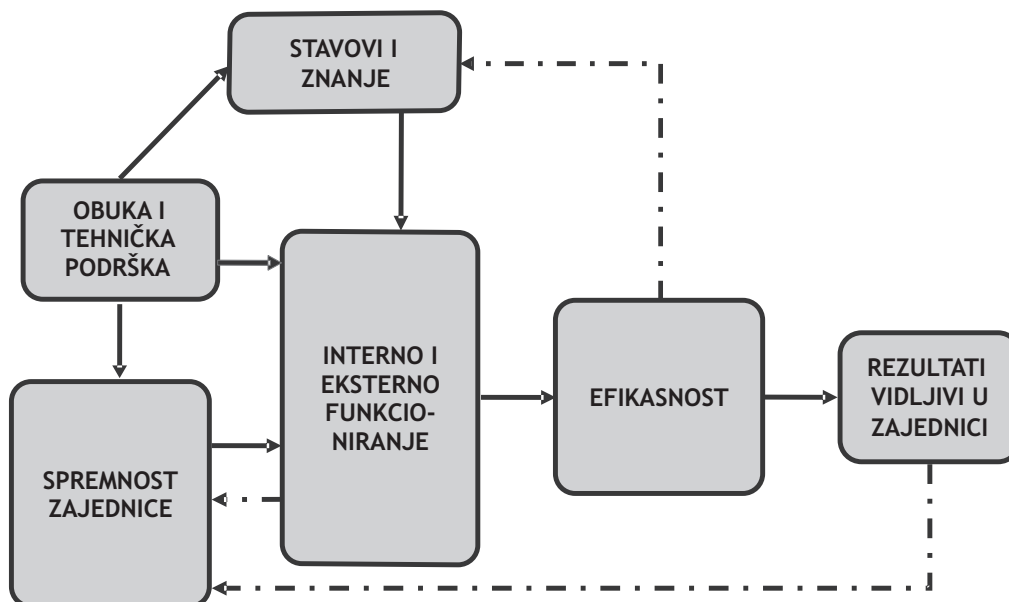 STAVOVI I
ZNANJE
OBUKA I
TEHNIČKA
PODRŠKA
INTERNO I
EKSTERNO
FUNKCIO-
NIRANJE
EFIKASNOST
REZULTATI
VIDLJIVI U
ZAJEDNICI
SPREMNOST
ZAJEDNICE